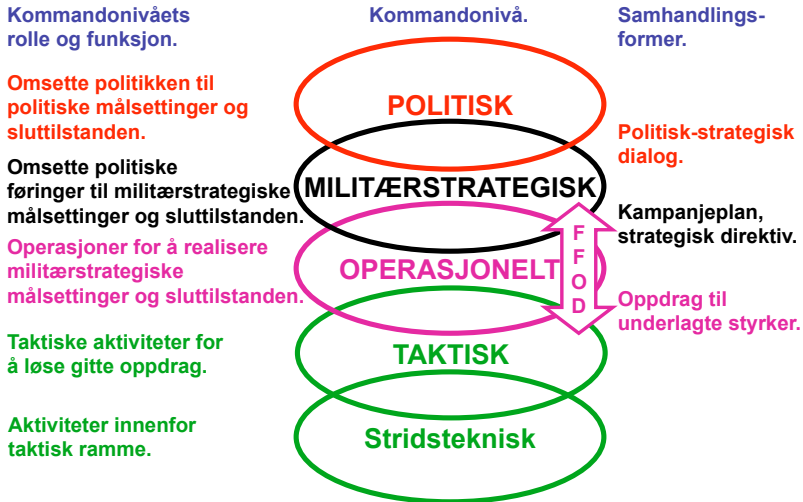 Kommandonivåets
rolle og funksjon.
Kommandonivå.
Samhandlings-
former.
Omsette politikken til
politiske målsettinger og
sluttilstanden.
POLITISK
Politisk-strategisk
dialog.
Omsette politiske
føringer til militærstrategiske
målsettinger og sluttilstanden.
MILITÆRSTRATEGISK
Kampanjeplan,
strategisk direktiv.
Operasjoner for å realisere
militærstrategiske
målsettinger og sluttilstanden.
OPERASJONELT
F
F
O
D
Oppdrag til
underlagte styrker.
Taktiske aktiviteter for
å løse gitte oppdrag.
TAKTISK
Aktiviteter innenfor
taktisk ramme.
Stridsteknisk